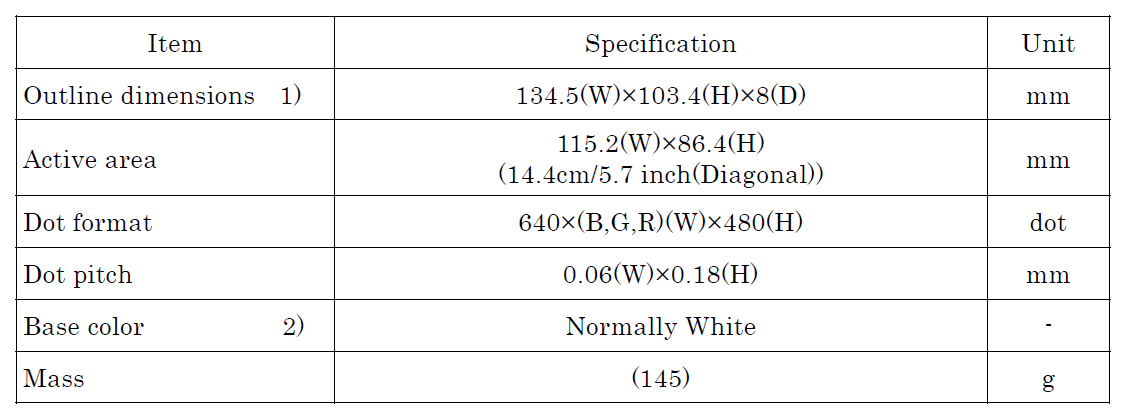 Item Specification Unit
Outline dimensions 1) 134.5(W)×103.4(H)×8(D) mm
Active area 115.2(W)×86.4(H) mm
(14.4cm/5.7 inch(Diagonal))
Dot format 640×(B,G,R)(W)×480(H) dot
Dot pitch 0.06(W)×0.18(H) mm
Base color 2) Normally White -
Mass (145) g